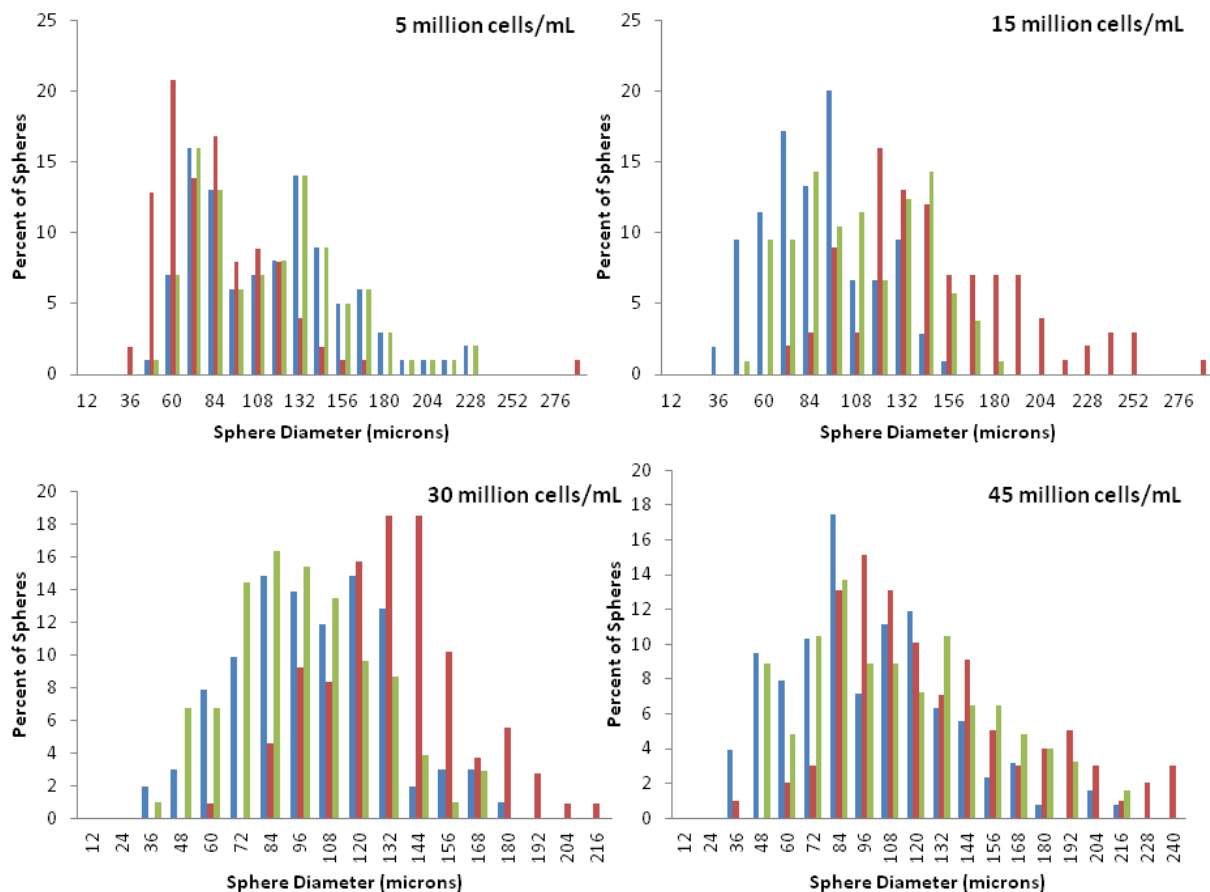 5 million cells/mL
25
20
15
10
5
0
Percent of Spheres
12 36 60 84 108 132 156 180 204 228 252 276
Sphere Diameter (microns)
15 million cells/mL
25
20
15
10
5
0
Percent of Spheres
12 36 60 84 108 132 156 180 204 228 252 276
Sphere Diameter (microns)
30 million cells/mL
20
18
16
14
12
10
8
6
4
2
0
Percent of Spheres
12 24 36 48 60 72 84 96 108 120 132 144 156 168 180 192 204 216
Sphere Diameter (microns)
45 million cells/mL
20
18
16
14
12
10
8
6
4
2
0
Percent of Spheres
12 24 36 48 60 72 84 96 108 120 132 144 156 168 180 192 204 216 228 240
Sphere Diameter (microns)